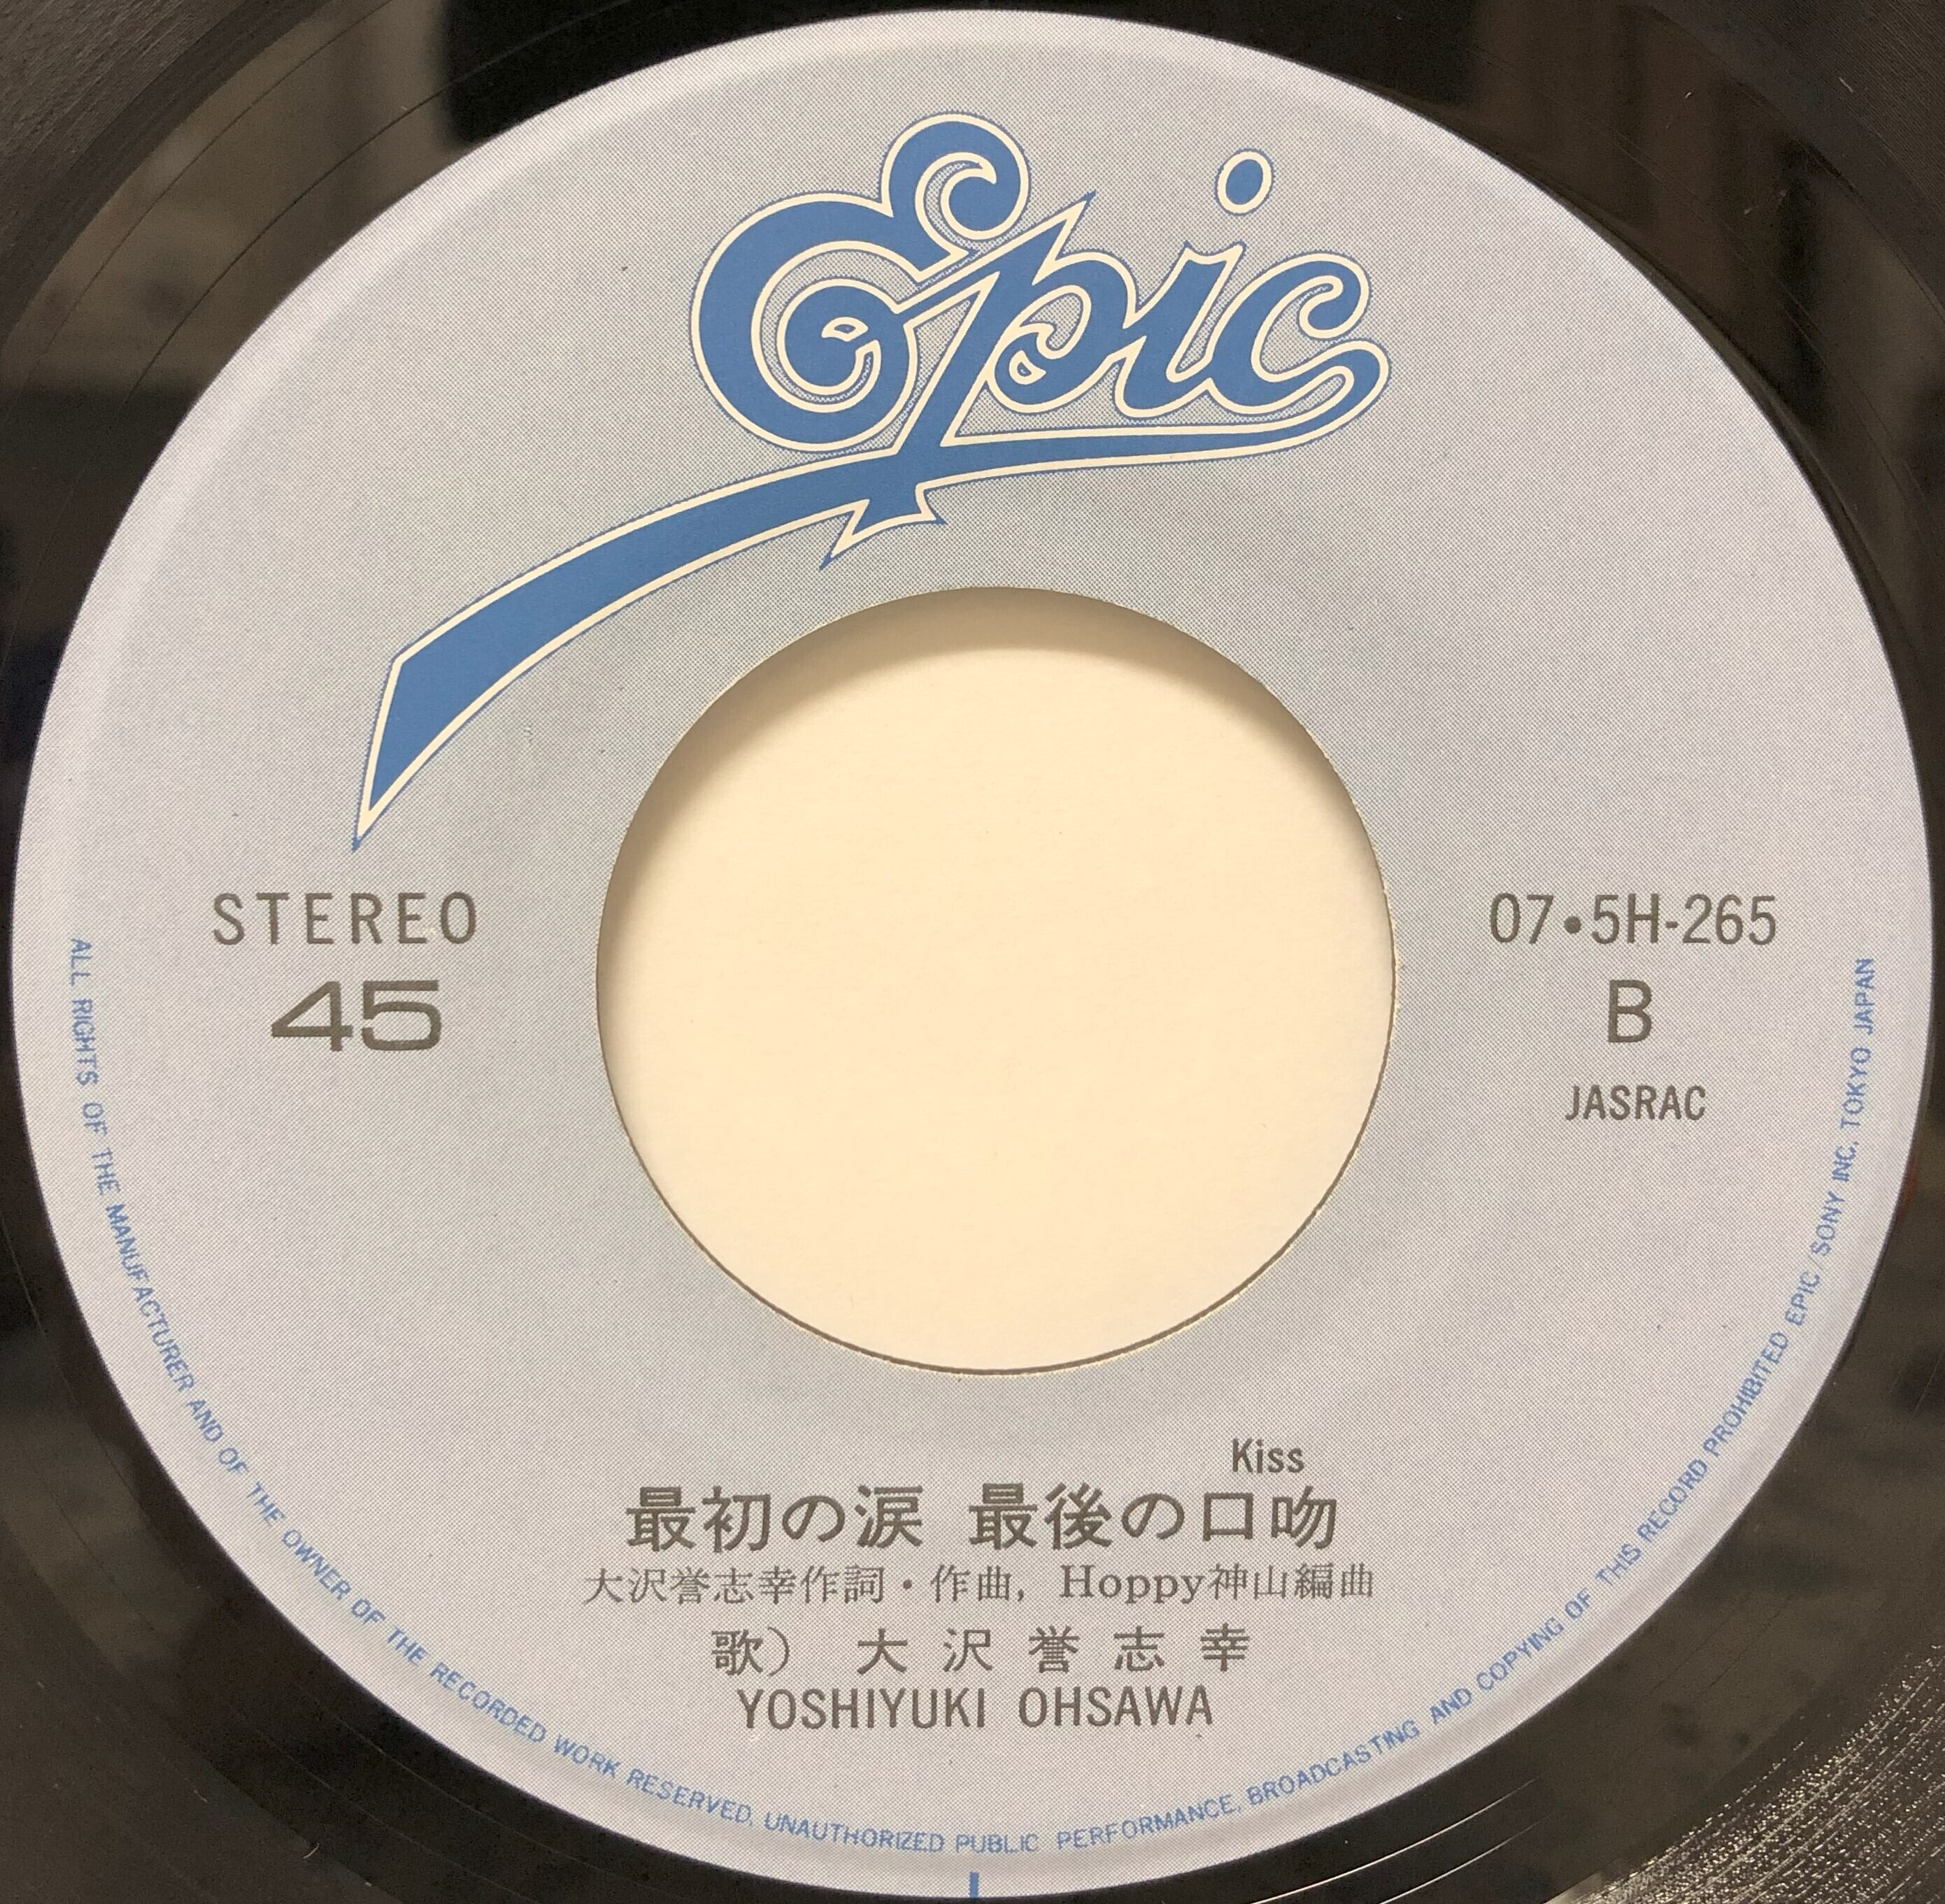 Epic
STEREO
45
07•5H-265
B
JASRAC
Kiss
最初の涙 最後の口吻
大沢誉志幸作詞・作曲, Hoppy神山編曲
歌） 大沢誉志幸
YOSHIYUKI OHSAWA
ALL RIGHTS OF THE MANUFACTURER AND OF THE OWNER OF THE RECORDED WORK RESERVED, UNAUTHORIZED PUBLIC PERFORMANCE, BROADCASTING AND COPYING OF THIS RECORD PROHIBITED EPIC / SONY INC. TOKYO JAPAN